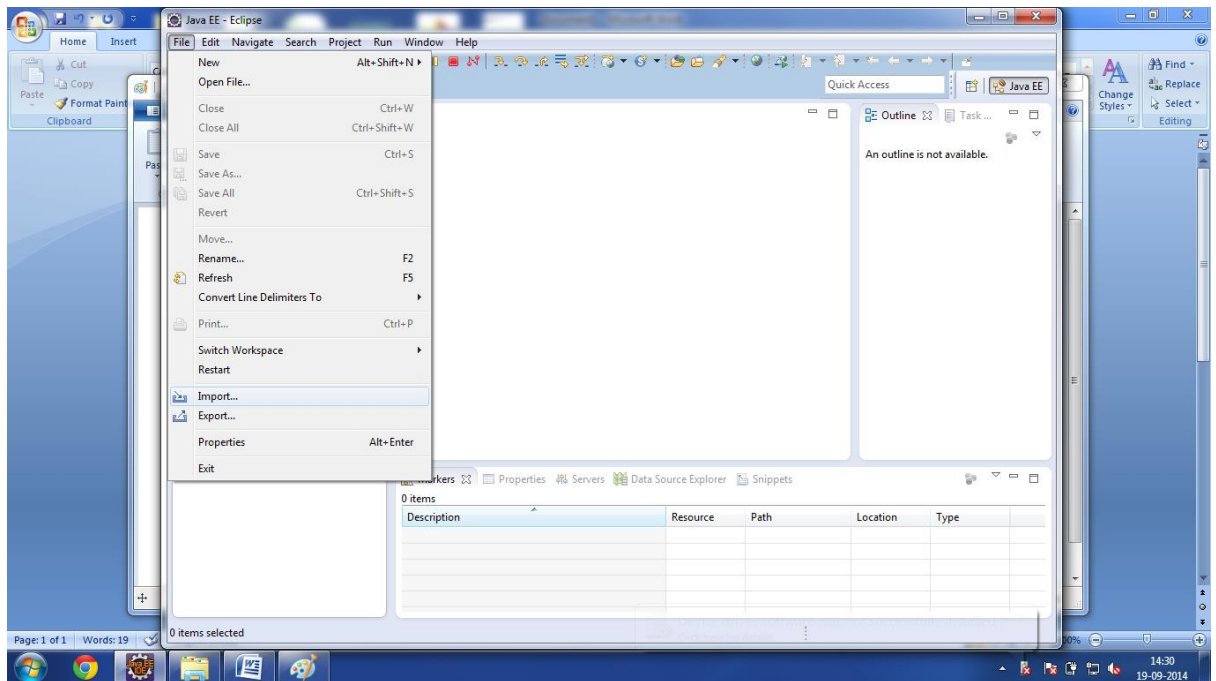 Java EE - Eclipse
Home Insert
File Edit Navigate Search Project Run Window Help
Cut
Copy
Paste
Format Paint
Clipboard
Pas
New Alt+Shift+N
Open File...
Close Ctrl+W
Close All Ctrl+Shift+W
Save Ctrl+S
Save As...
Save All Ctrl+Shift+S
Revert
Move...
Rename... F2
Refresh F5
Convert Line Delimiters To
Print... Ctrl+P
Switch Workspace
Restart
Import...
Export...
Properties Alt+Enter
Exit
Quick Access
Java EE
Outline Task ...
An outline is not available.
Find
Replace
Select
Change
Styles
Editing
rkers Properties Servers Data Source Explorer Snippets
0 items
Description Resource Path Location Type
0 items selected
Page: 1 of 1 Words: 19
00%
14:30
19-09-2014